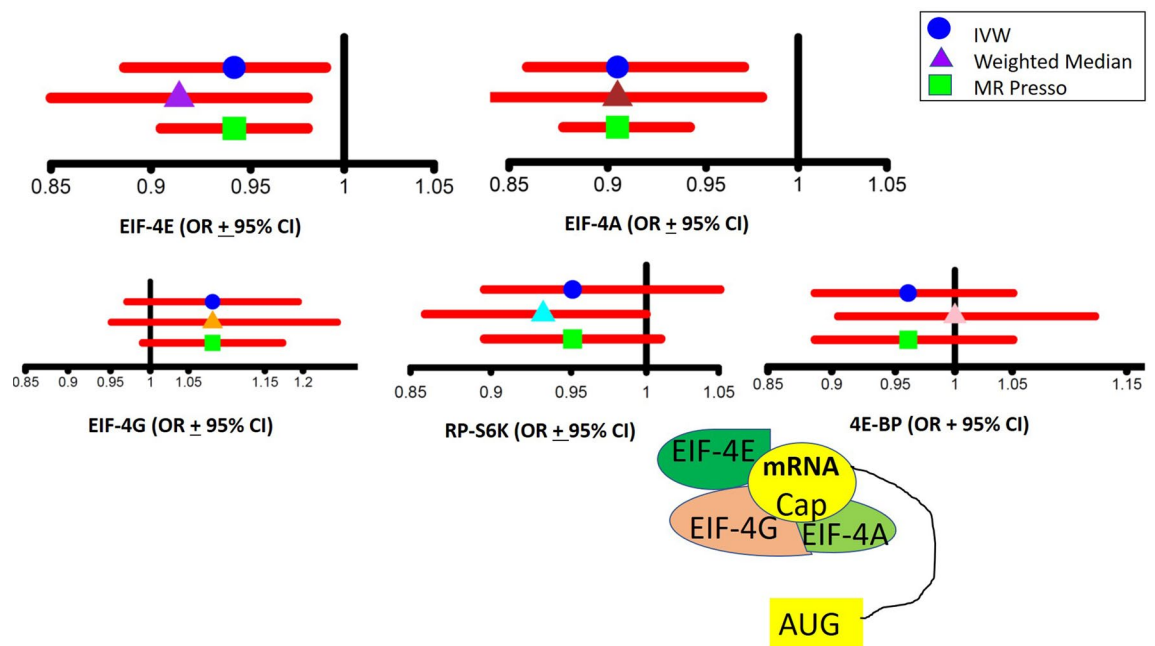 IVW
Weighted Median
MR Presso
0.85 0.9 0.95 1 1.05
EIF-4E (OR ± 95% CI)
0.85 0.9 0.95 1 1.05
EIF-4A (OR ± 95% CI)
0.85 0.9 0.95 1 1.05 1.15 1.2
EIF-4G (OR ± 95% CI)
0.85 0.9 0.95 1 1.05
RP-S6K (OR ± 95% CI)
0.85 0.9 0.95 1 1.05 1.15
4E-BP (OR + 95% CI)
EIF-4E
mRNA
Cap
EIF-4G
EIF-4A
AUG